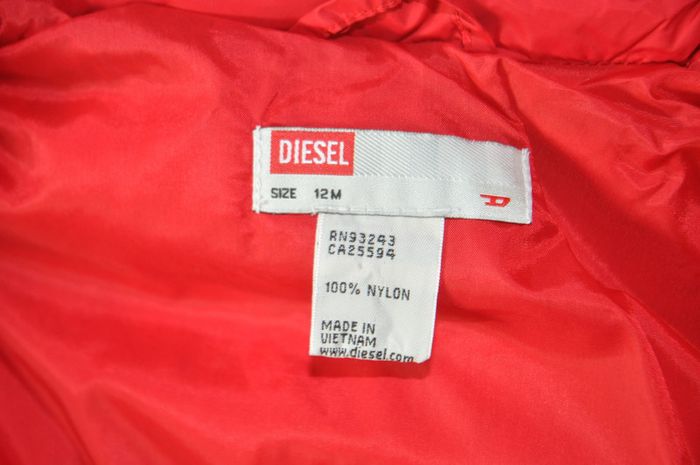 DIESEL
SIZE 12M
RN93243
CA25594
100% NYLON
MADE IN
VIETNAM
www.diesel.com